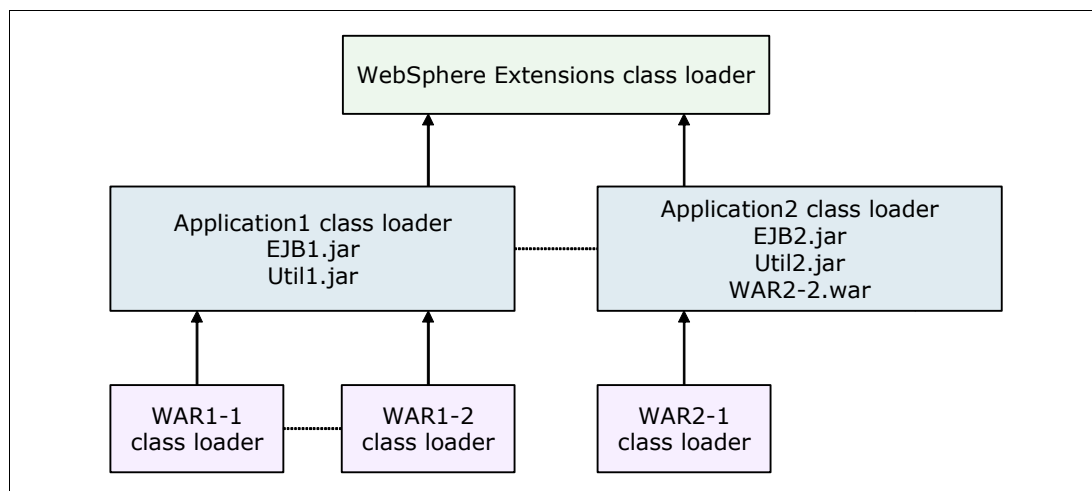 WebSphere Extensions class loader
Application1 class loader
EJB1.jar
Util1.jar
Application2 class loader
EJB2.jar
Util2.jar
WAR2-2.war
WAR1-1
class loader
WAR1-2
class loader
WAR2-1
class loader